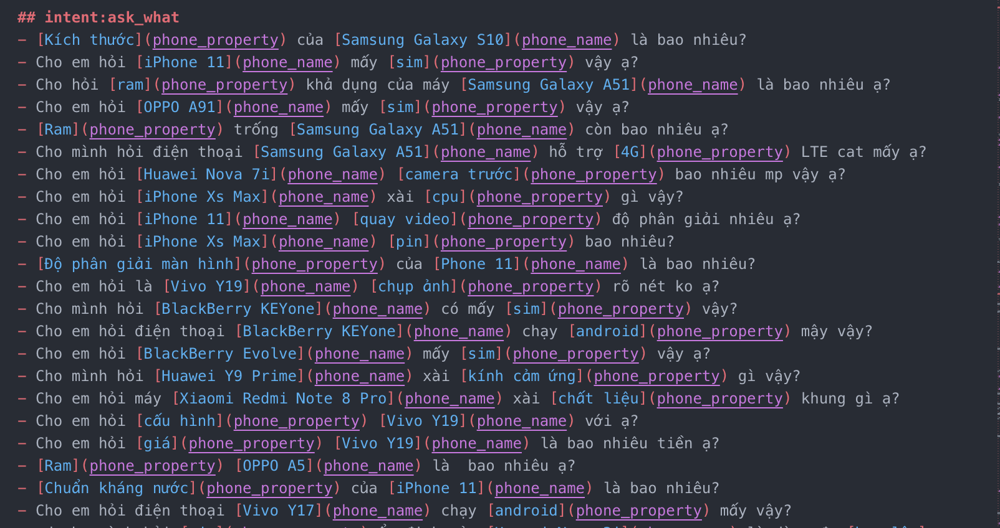 ## intent:ask_what
- [Kích thước](phone_property) của [Samsung Galaxy S10](phone_name) là bao nhiêu?
- Cho em hỏi [iPhone 11](phone_name) mấy [sim](phone_property) vậy ạ?
- Cho hỏi [ram](phone_property) khả dụng của máy [Samsung Galaxy A51](phone_name) là bao nhiêu ạ?
- Cho em hỏi [OPPO A91](phone_name) mấy [sim](phone_property) vậy ạ?
- [Ram](phone_property) trống [Samsung Galaxy A51](phone_name) còn bao nhiêu ạ?
- Cho mình hỏi điện thoại [Samsung Galaxy A51](phone_name) hỗ trợ [4G](phone_property) LTE cat mấy ạ?
- Cho em hỏi [Huawei Nova 7i](phone_name) [camera trước](phone_property) bao nhiêu mp vậy ạ?
- Cho em hỏi [iPhone Xs Max](phone_name) xài [cpu](phone_property) gì vậy?
- Cho em hỏi [iPhone 11](phone_name) [quay video](phone_property) độ phân giải nhiêu ạ?
- Cho em hỏi [iPhone Xs Max](phone_name) [pin](phone_property) bao nhiêu?
- [Độ phân giải màn hình](phone_property) của [Phone 11](phone_name) là bao nhiêu?
- Cho em hỏi là [Vivo Y19](phone_name) [chụp ảnh](phone_property) rõ nét ko ạ?
- Cho mình hỏi [BlackBerry KEYone](phone_name) có mấy [sim](phone_property) vậy?
- Cho em hỏi điện thoại [BlackBerry KEYone](phone_name) chạy [android](phone_property) mậy vậy?
- Cho em hỏi [BlackBerry Evolve](phone_name) mấy [sim](phone_property) vậy ạ?
- Cho mình hỏi [Huawei Y9 Prime](phone_name) xài [kính cảm ứng](phone_property) gì vậy?
- Cho em hỏi máy [Xiaomi Redmi Note 8 Pro](phone_name) xài [chất liệu](phone_property) khung gì ạ?
- Cho em hỏi [cấu hình](phone_property) [Vivo Y19](phone_name) với ạ?
- Cho em hỏi [giá](phone_property) [Vivo Y19](phone_name) là bao nhiêu tiền ạ?
- [Ram](phone_property) [OPPO A5](phone_name) là  bao nhiêu ạ?
- [Chuẩn kháng nước](phone_property) của [iPhone 11](phone_name) là bao nhiêu?
- Cho em hỏi điện thoại [Vivo Y17](phone_name) chạy [android](phone_property) mấy vậy?